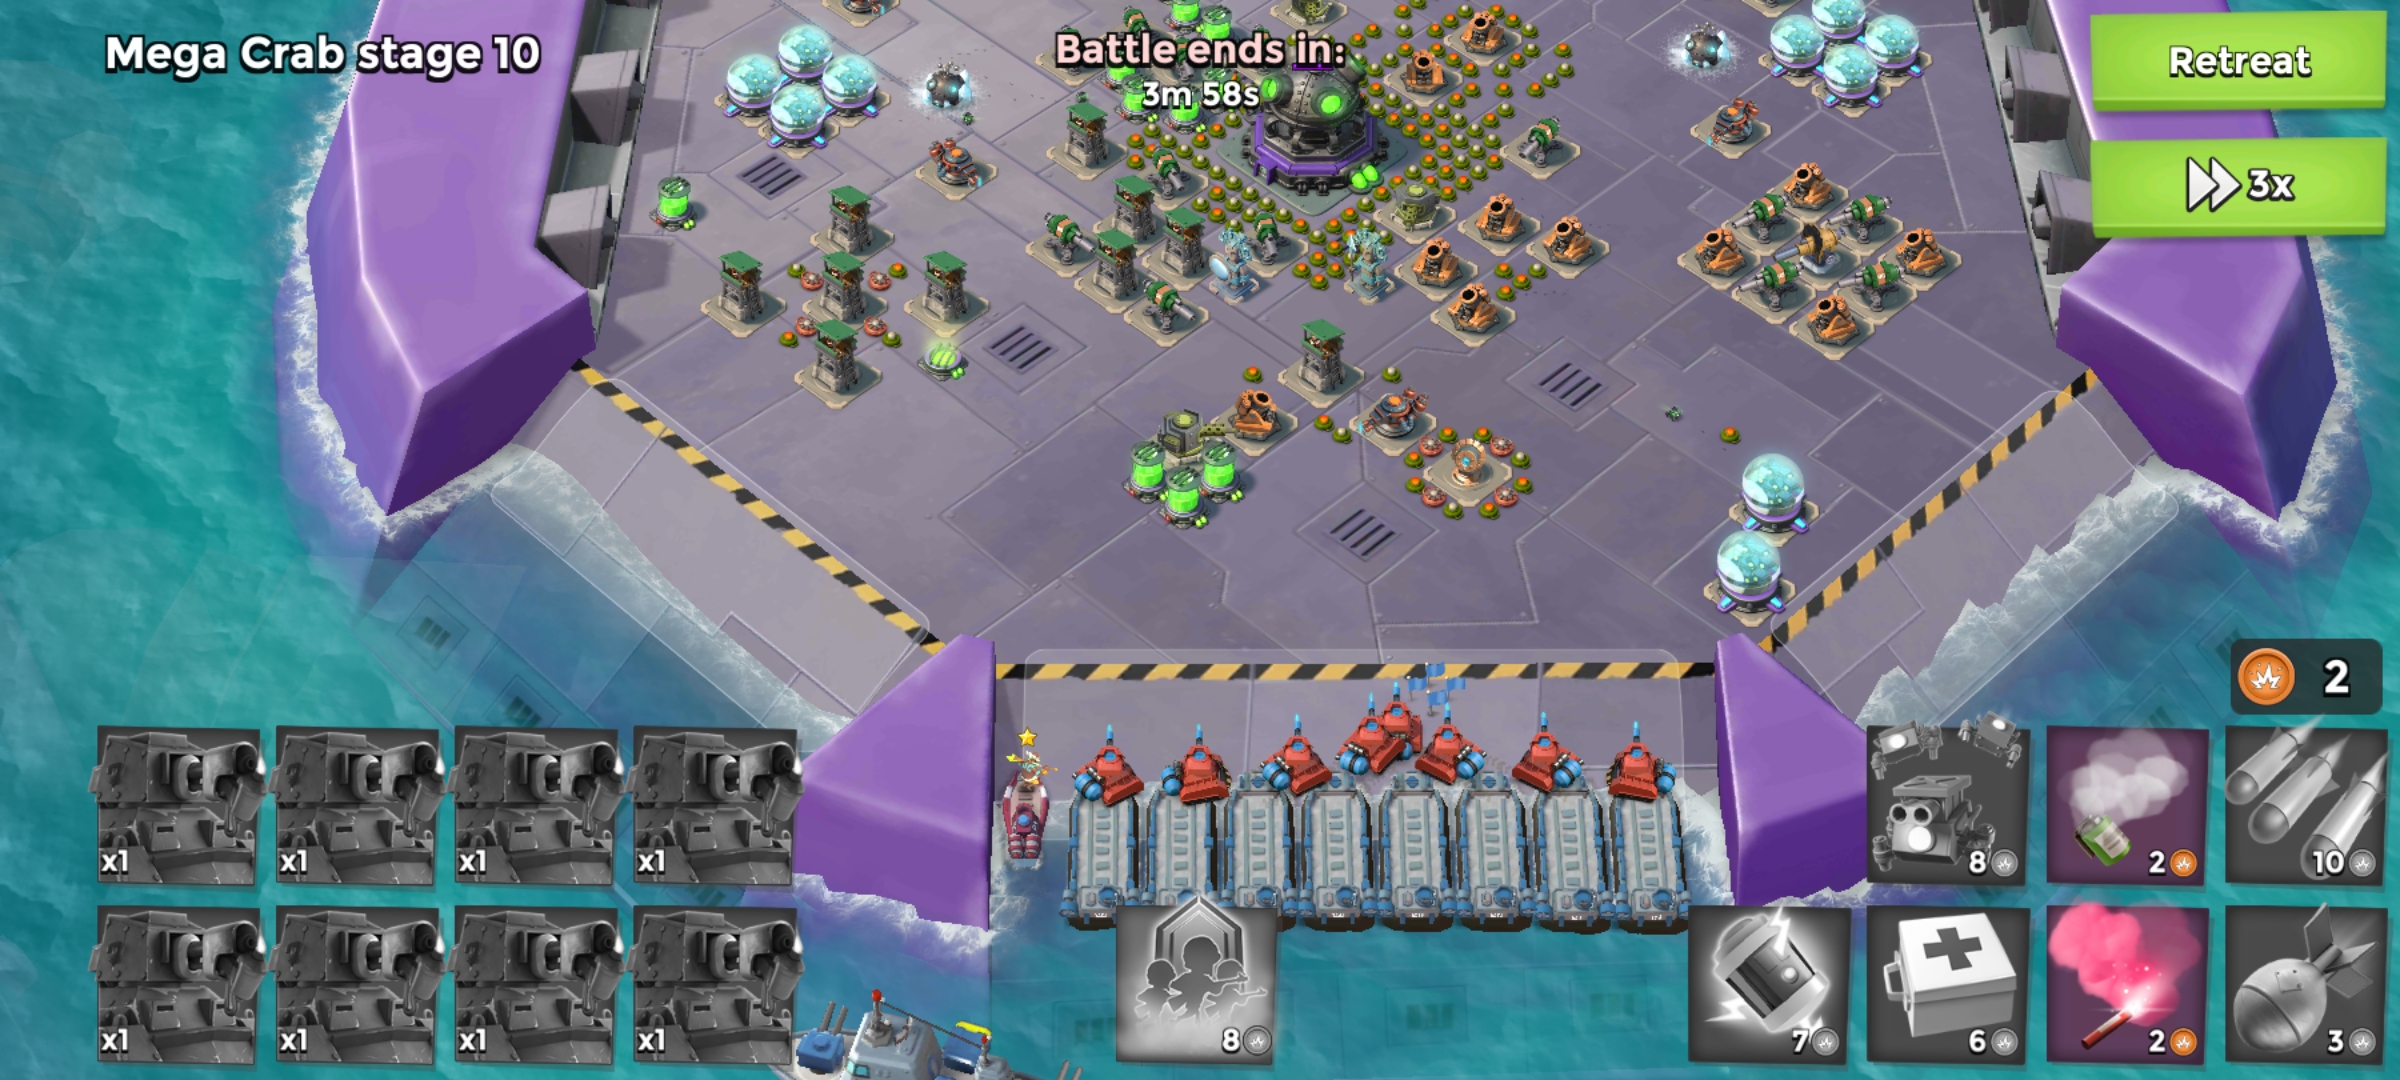 Mega Crab stage 10
Battle ends in:
3m 58s
Retreat
3x
2
x1
x1
x1
x1
8
2
10
x1
x1
x1
x1
8
7
6
2
3